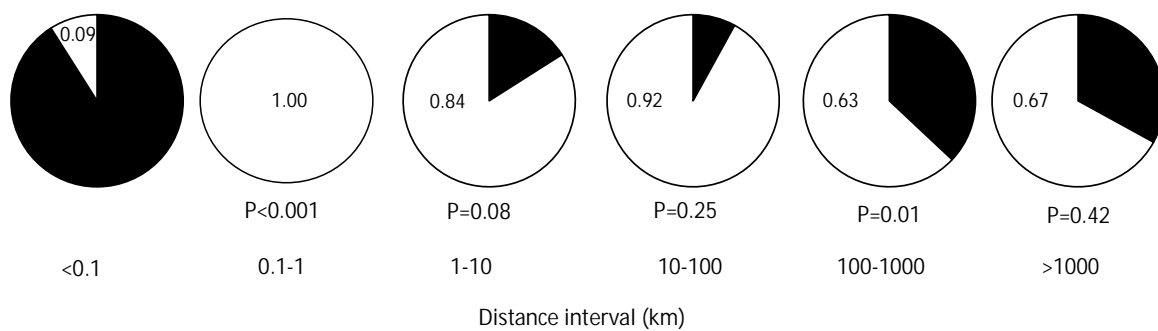 0.09 1.00 0.84 0.92 0.63 0.67
P<0.001 P=0.08 P=0.25 P=0.01 P=0.42
<0.1 0.1-1 1-10 10-100 100-1000 >1000
Distance interval (km)